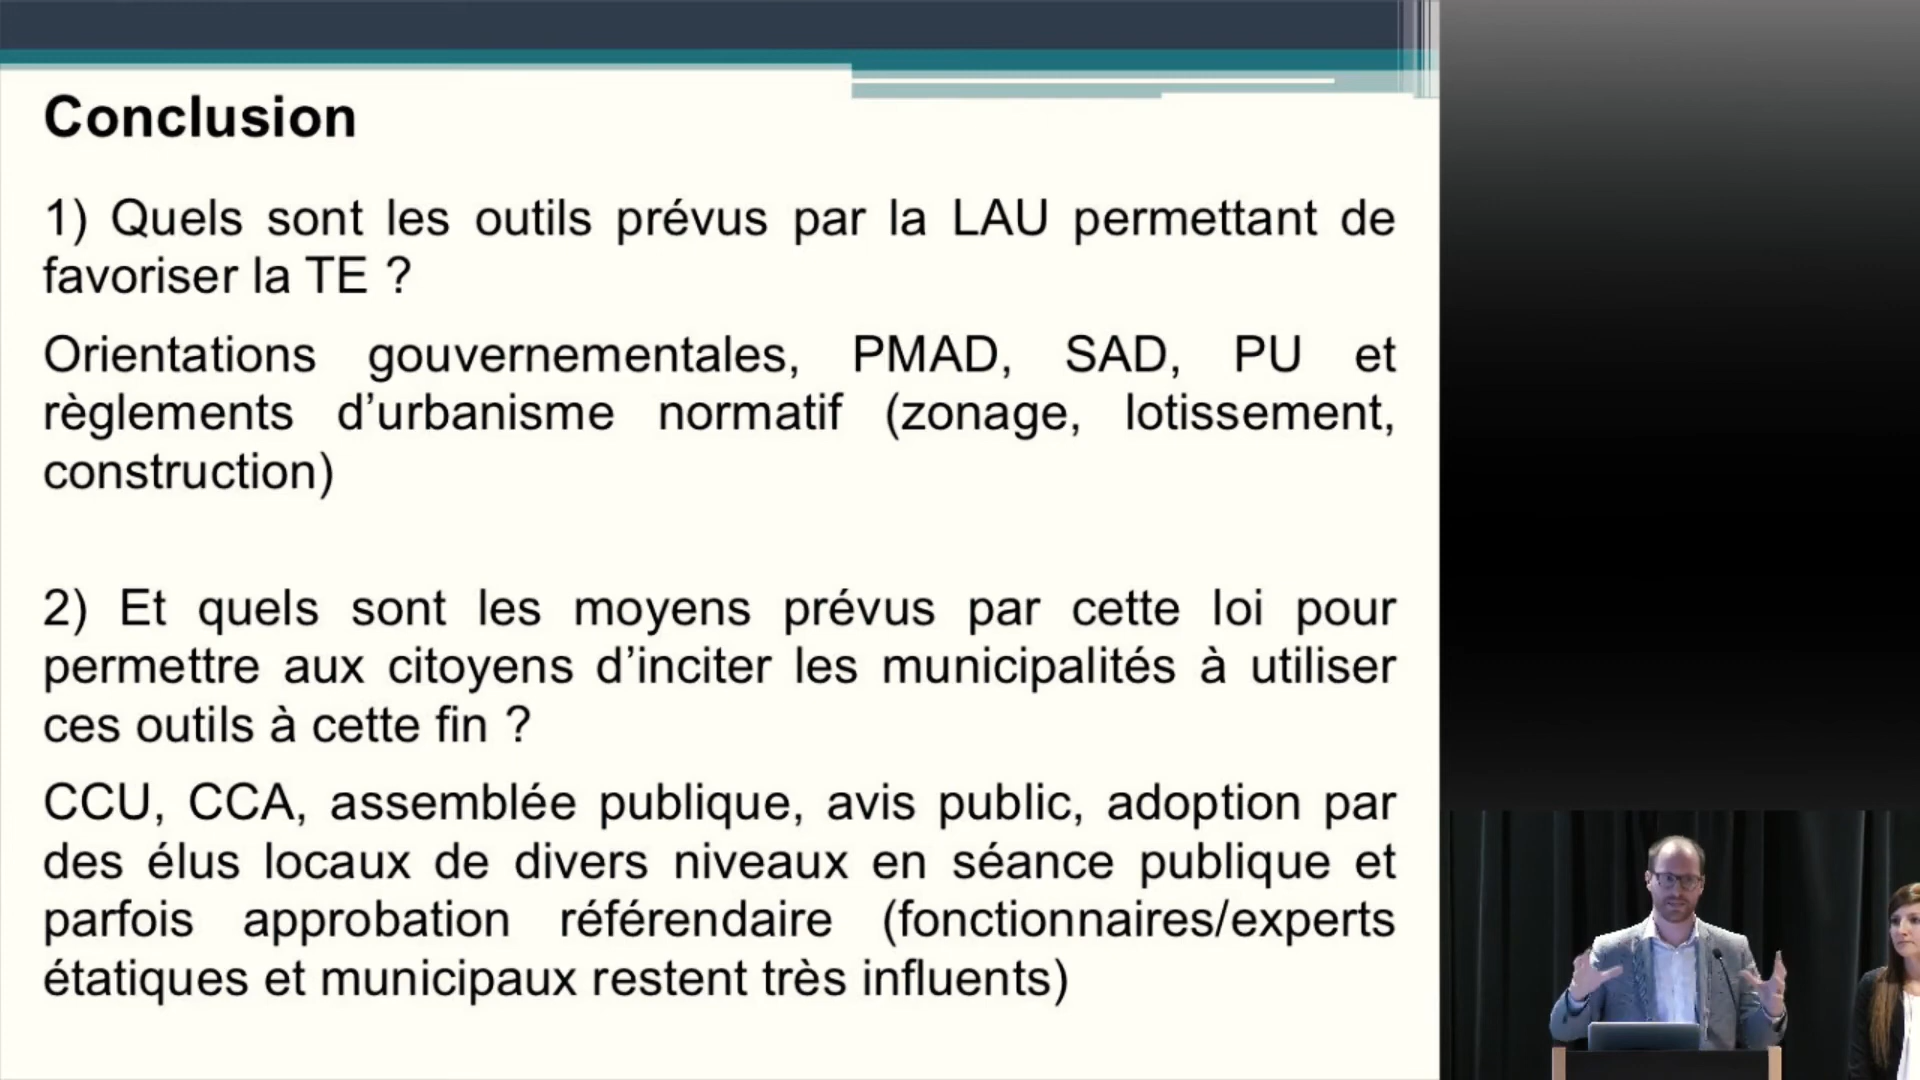 Conclusion
1) Quels sont les outils prévus par la LAU permettant de
favoriser la TE ?
Orientations gouvernementales, PMAD, SAD, PU et
règlements d’urbanisme normatif (zonage, lotissement,
construction)
2) Et quels sont les moyens prévus par cette loi pour
permettre aux citoyens d’inciter les municipalités à utiliser
ces outils à cette fin ?
CCU, CCA, assemblée publique, avis public, adoption par
des élus locaux de divers niveaux en séance publique et
parfois approbation référendaire (fonctionnaires/experts
étatiques et municipaux restent très influents)